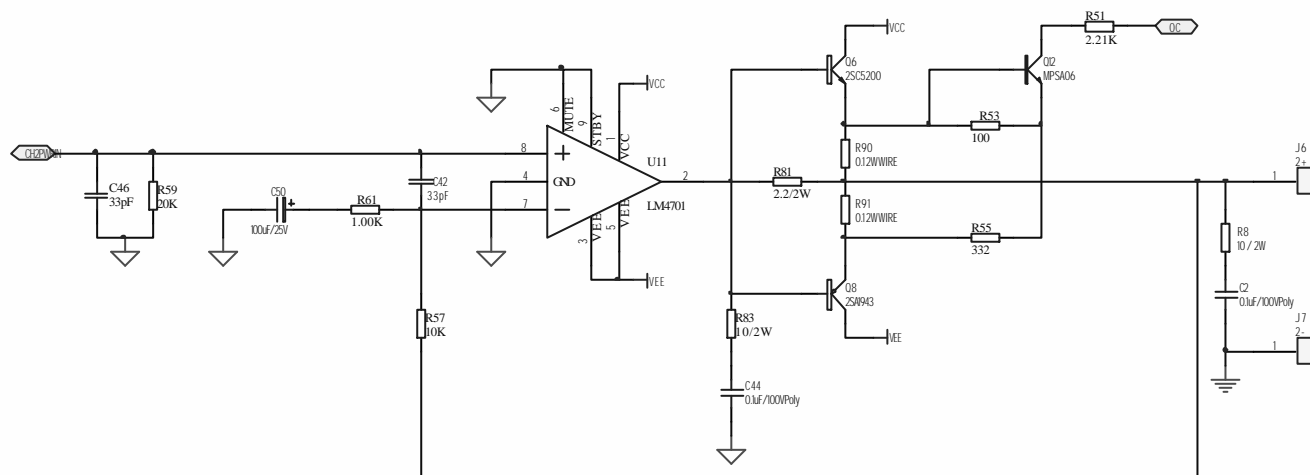 R51
2.21K
OC
VCC
Q6
2SC5200
Q12
MPSA06
VCC
6
MUTE
9
STBY
1
VCC
R53
100
CH2PWRIN
8
+
U11
R90
0.12WWIRE
J6
2+
C46
33pF
R59
20K
C42
33pF
4
GND
2
R81
2.2/2W
1
C50
+
100uF/25V
R61
1.00K
7
−
LM4701
R91
0.12WWIRE
3
VEE
5
VEE
R55
332
R8
10/2W
VEE
Q8
2SA1943
C2
0.1uF/100VPoly
R57
10K
R83
10/2W
VEE
J7
2-
1
C44
0.1uF/100VPoly